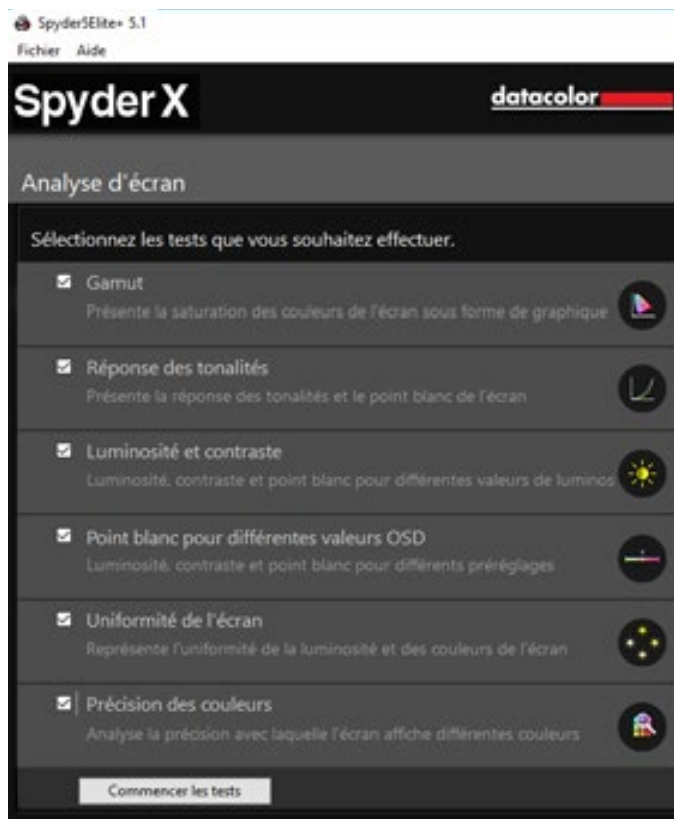 Spyder5Elite+ 5.1
Fichier Aide
Spyder X
datacolor
Analyse d'écran
Sélectionnez les tests que vous souhaitez effectuer.
Gamut
Présente la saturation des couleurs de l'écran sous forme de graphique
Réponse des tonalités
Présente la réponse des tonalités et le point blanc de l'écran
Luminosité et contraste
Luminosité, contraste et point blanc pour différentes valeurs de luminos
Point blanc pour différentes valeurs OSD
Luminosité, contraste et point blanc pour différents préréglages
Uniformité de l'écran
Représente l'uniformité de la luminosité et des couleurs de l'écran
Précision des couleurs
Analyse la précision avec laquelle l'écran affiche différentes couleurs
Commencer les tests